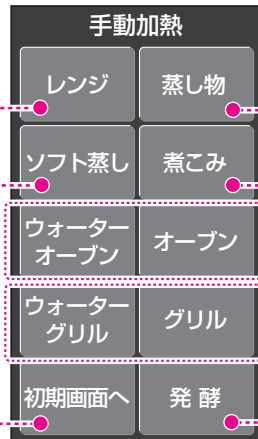 手動加熱
レンジ
蒸し物
ソフト蒸し
煮こみ
ウォーター
オーブン
オーブン
ウォーター
グリル
グリル
初期画面へ
発 酵